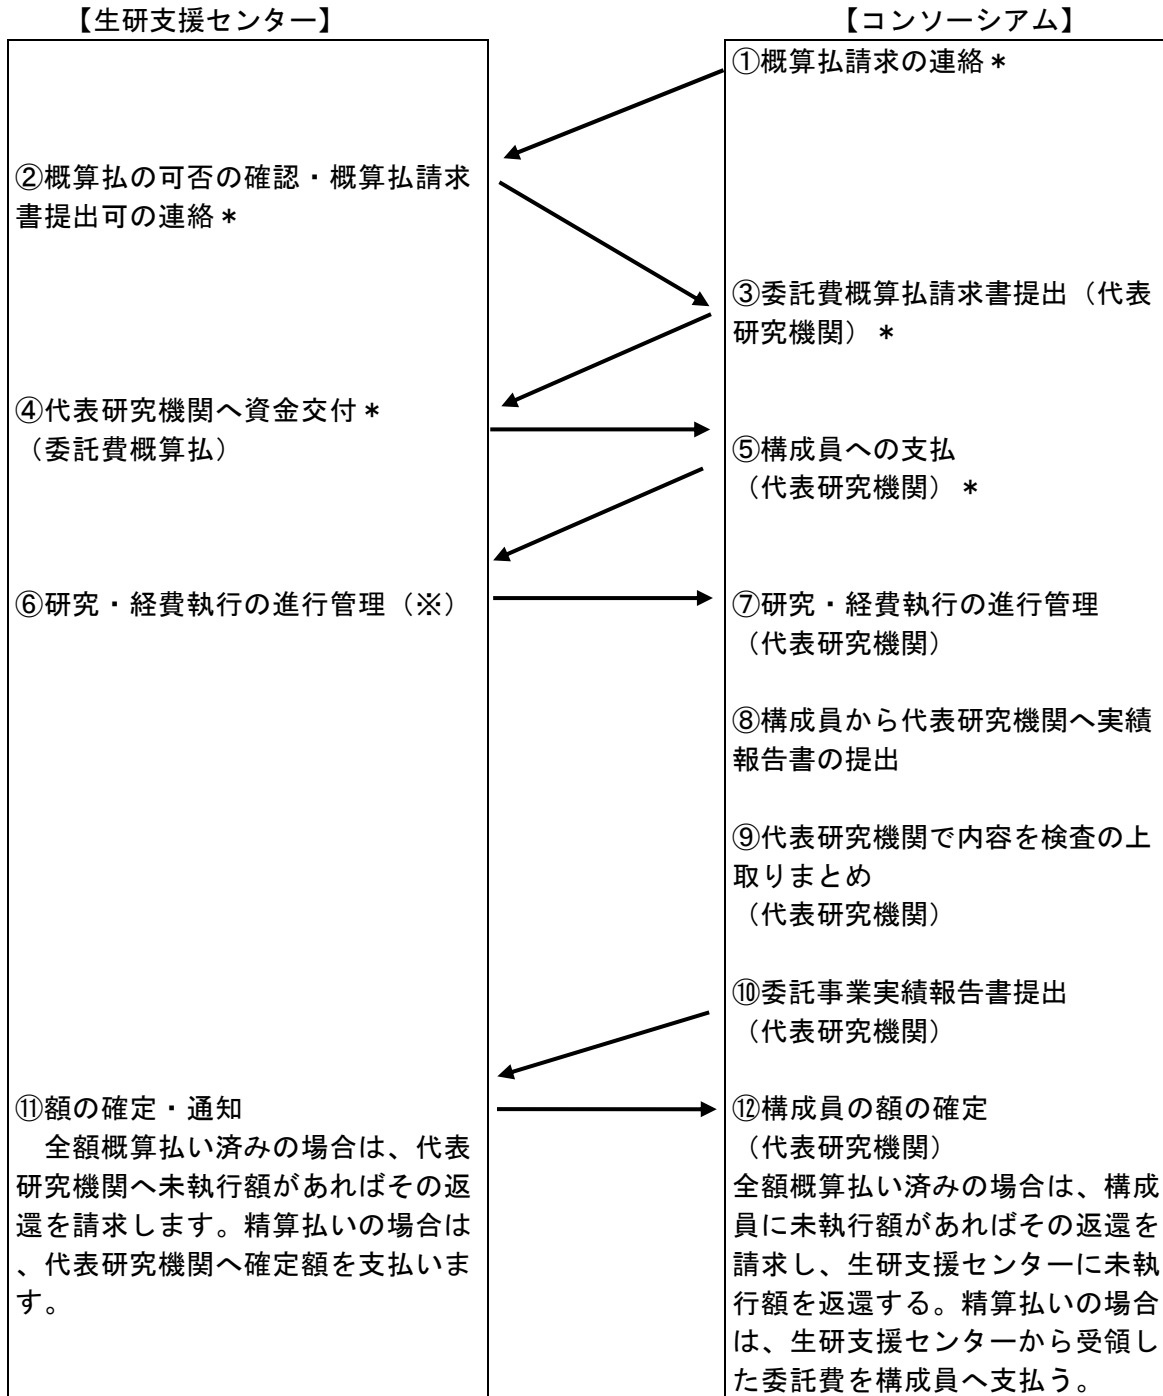 【生研支援センター】
【コンソーシアム】
①概算払請求の連絡＊
②概算払の可否の確認・概算払請求
書提出可の連絡＊
③委託費概算払請求書提出（代表
研究機関）＊
④代表研究機関へ資金交付＊
（委託費概算払）
⑤構成員への支払
（代表研究機関）＊
⑥研究・経費執行の進行管理（※）
⑦研究・経費執行の進行管理
（代表研究機関）
⑧構成員から代表研究機関へ実績
報告書の提出
⑨代表研究機関で内容を検査の上
取りまとめ
（代表研究機関）
⑩委託事業実績報告書提出
（代表研究機関）
⑪額の確定・通知
　全額概算払い済みの場合は、代表
研究機関へ未執行額があればその返
還を請求します。精算払いの場合は
、代表研究機関へ確定額を支払いま
す。
⑫構成員の額の確定
（代表研究機関）
全額概算払い済みの場合は、構成
員に未執行額があればその返還を
請求し、生研支援センターに未執
行額を返還する。精算払いの場合
は、生研支援センターから受領し
た委託費を構成員へ支払う。